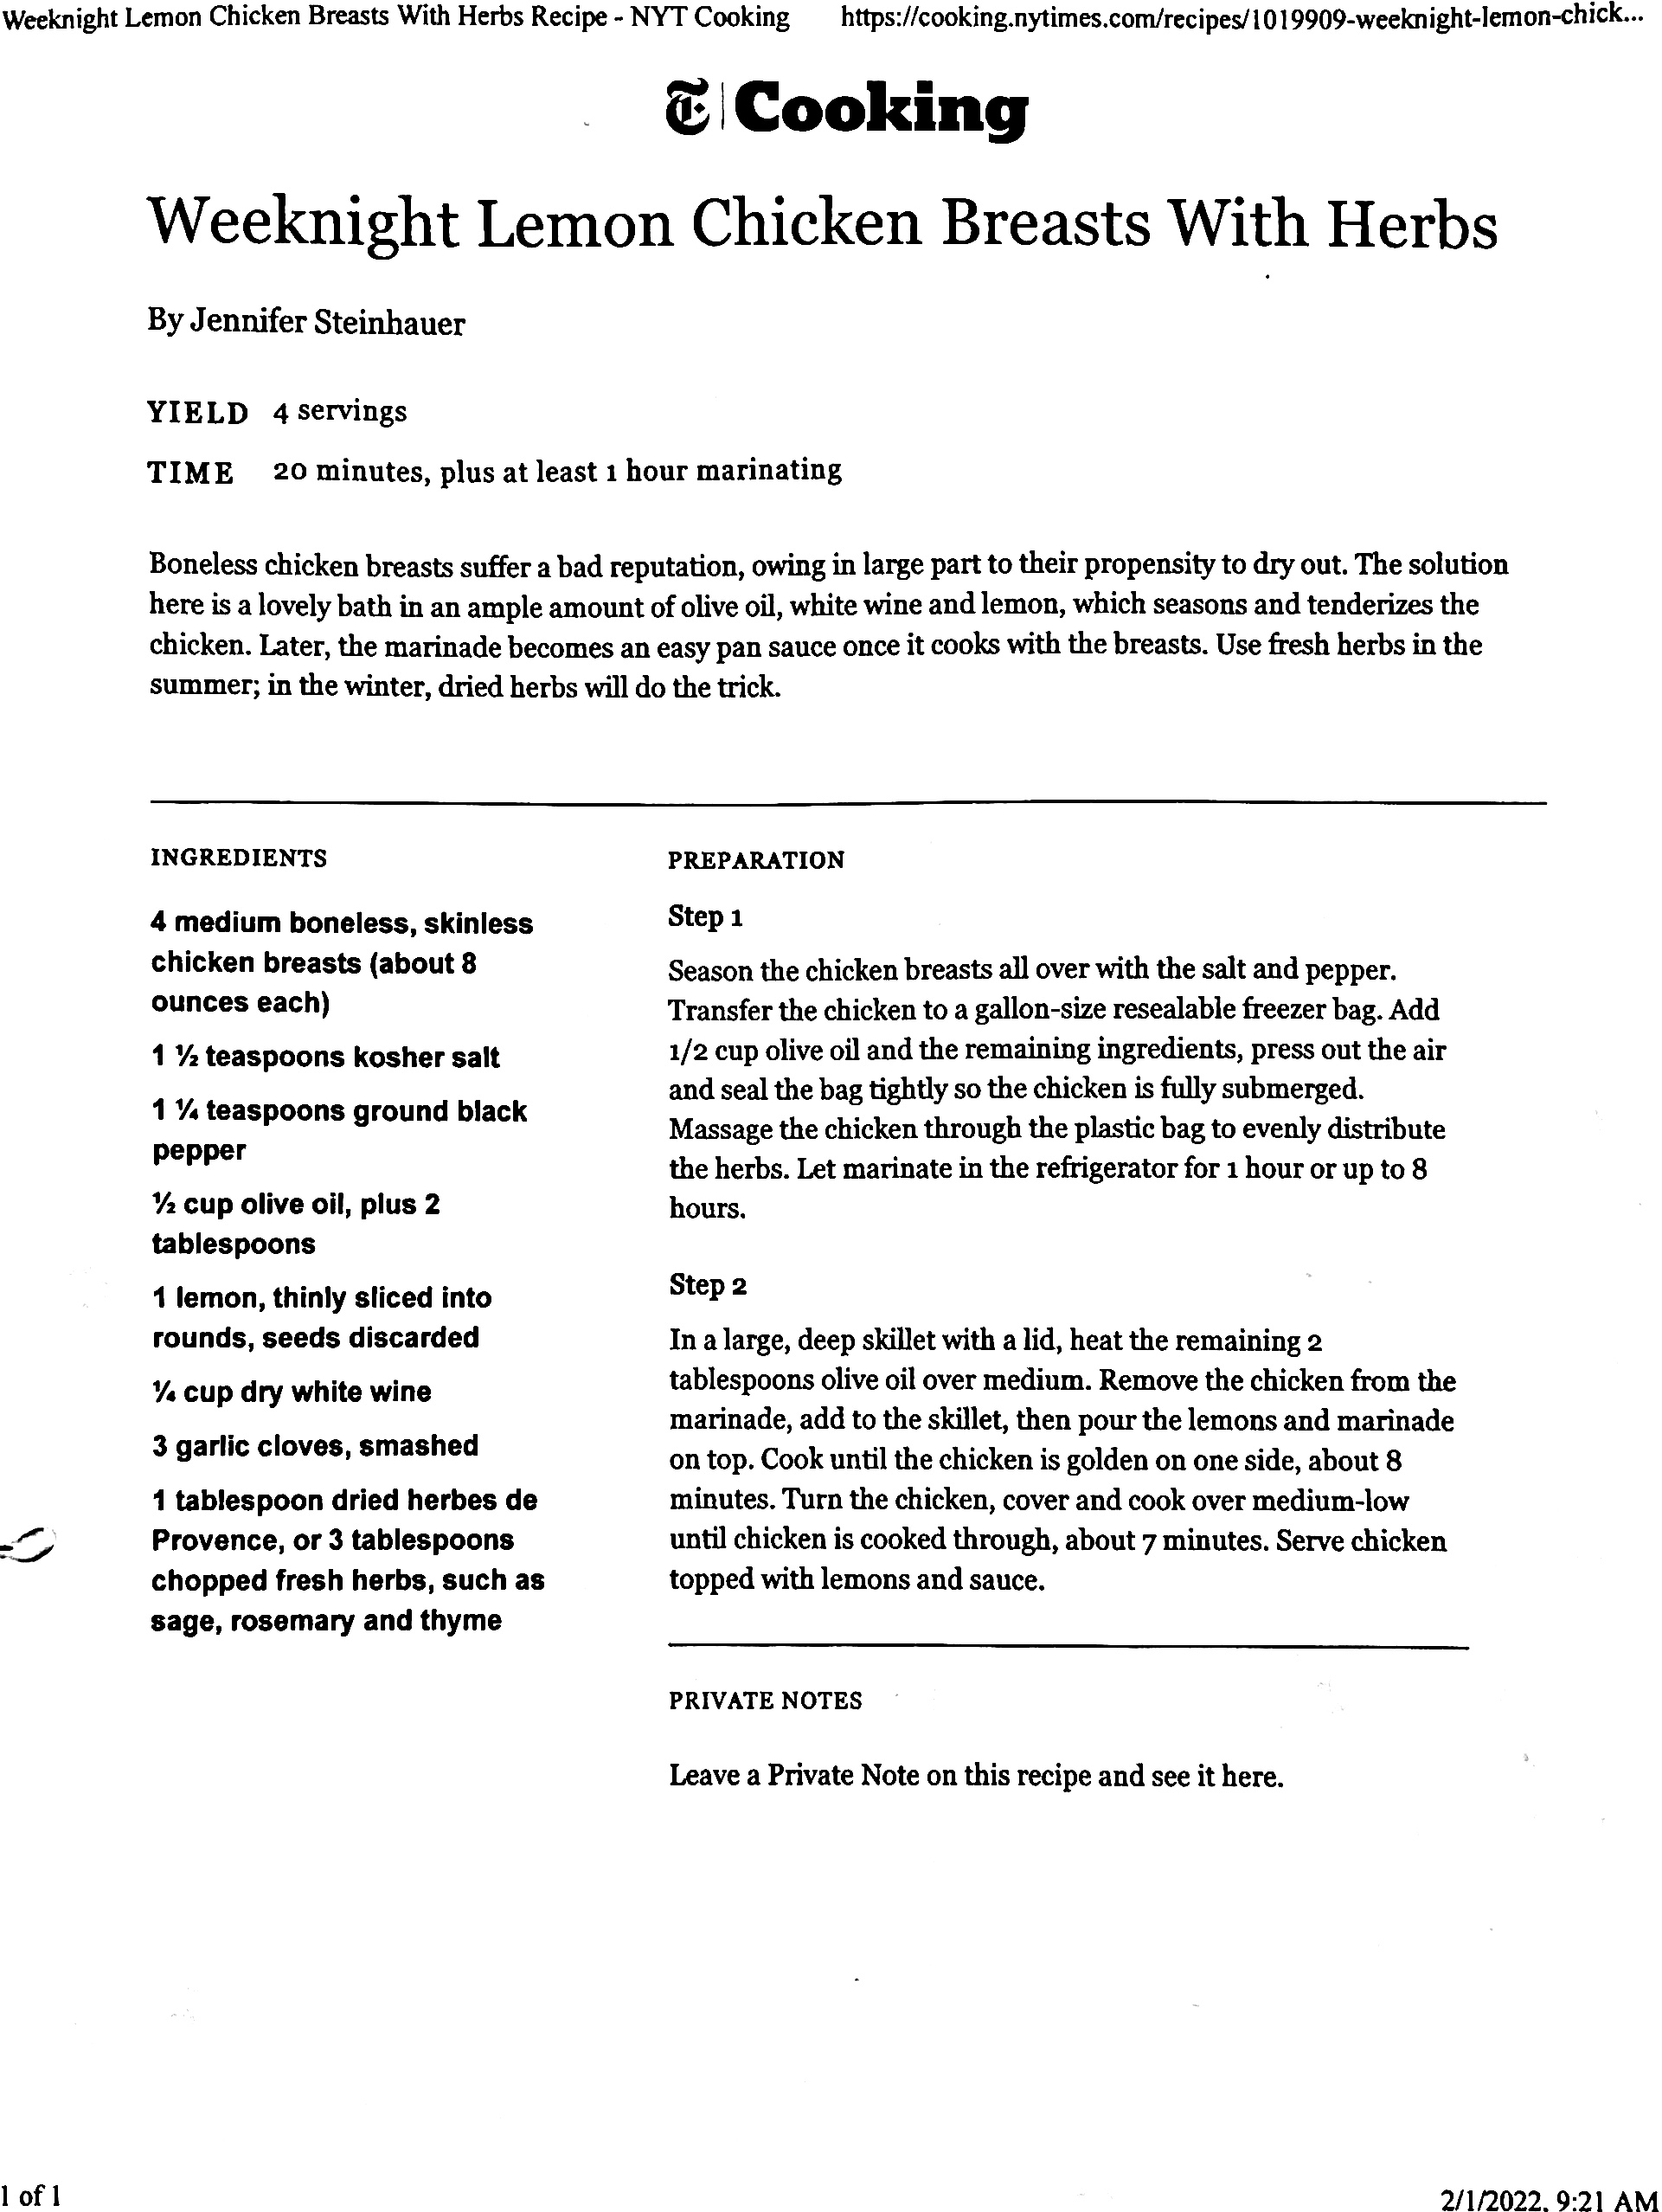 Weeknight Lemon Chicken Breasts With Herbs Recipe - NYT Cooking https://cooking.nytimes.com/recipes/1019909-weeknight-lemon-chick...
T Cooking
Weeknight Lemon Chicken Breasts With Herbs
By Jennifer Steinhauer
YIELD 4 servings
TIME 20 minutes, plus at least 1 hour marinating
Boneless chicken breasts suffer a bad reputation, owing in large part to their propensity to dry out. The solution
here is a lovely bath in an ample amount of olive oil, white wine and lemon, which seasons and tenderizes the
chicken. Later, the marinade becomes an easy pan sauce once it cooks with the breasts. Use fresh herbs in the
summer; in the winter, dried herbs will do the trick.
INGREDIENTS
4 medium boneless, skinless
chicken breasts (about 8
ounces each)
1 ½ teaspoons kosher salt
1 ¼ teaspoons ground black
pepper
½ cup olive oil, plus 2
tablespoons
1 lemon, thinly sliced into
rounds, seeds discarded
¼ cup dry white wine
3 garlic cloves, smashed
1 tablespoon dried herbes de
Provence, or 3 tablespoons
chopped fresh herbs, such as
sage, rosemary and thyme
PREPARATION
Step 1
Season the chicken breasts all over with the salt and pepper.
Transfer the chicken to a gallon-size resealable freezer bag. Add
1/2 cup olive oil and the remaining ingredients, press out the air
and seal the bag tightly so the chicken is fully submerged.
Massage the chicken through the plastic bag to evenly distribute
the herbs. Let marinate in the refrigerator for 1 hour or up to 8
hours.
Step 2
In a large, deep skillet with a lid, heat the remaining 2
tablespoons olive oil over medium. Remove the chicken from the
marinade, add to the skillet, then pour the lemons and marinade
on top. Cook until the chicken is golden on one side, about 8
minutes. Turn the chicken, cover and cook over medium-low
until chicken is cooked through, about 7 minutes. Serve chicken
topped with lemons and sauce.
PRIVATE NOTES
Leave a Private Note on this recipe and see it here.
1 of 1 2/1/2022, 9:21 AM